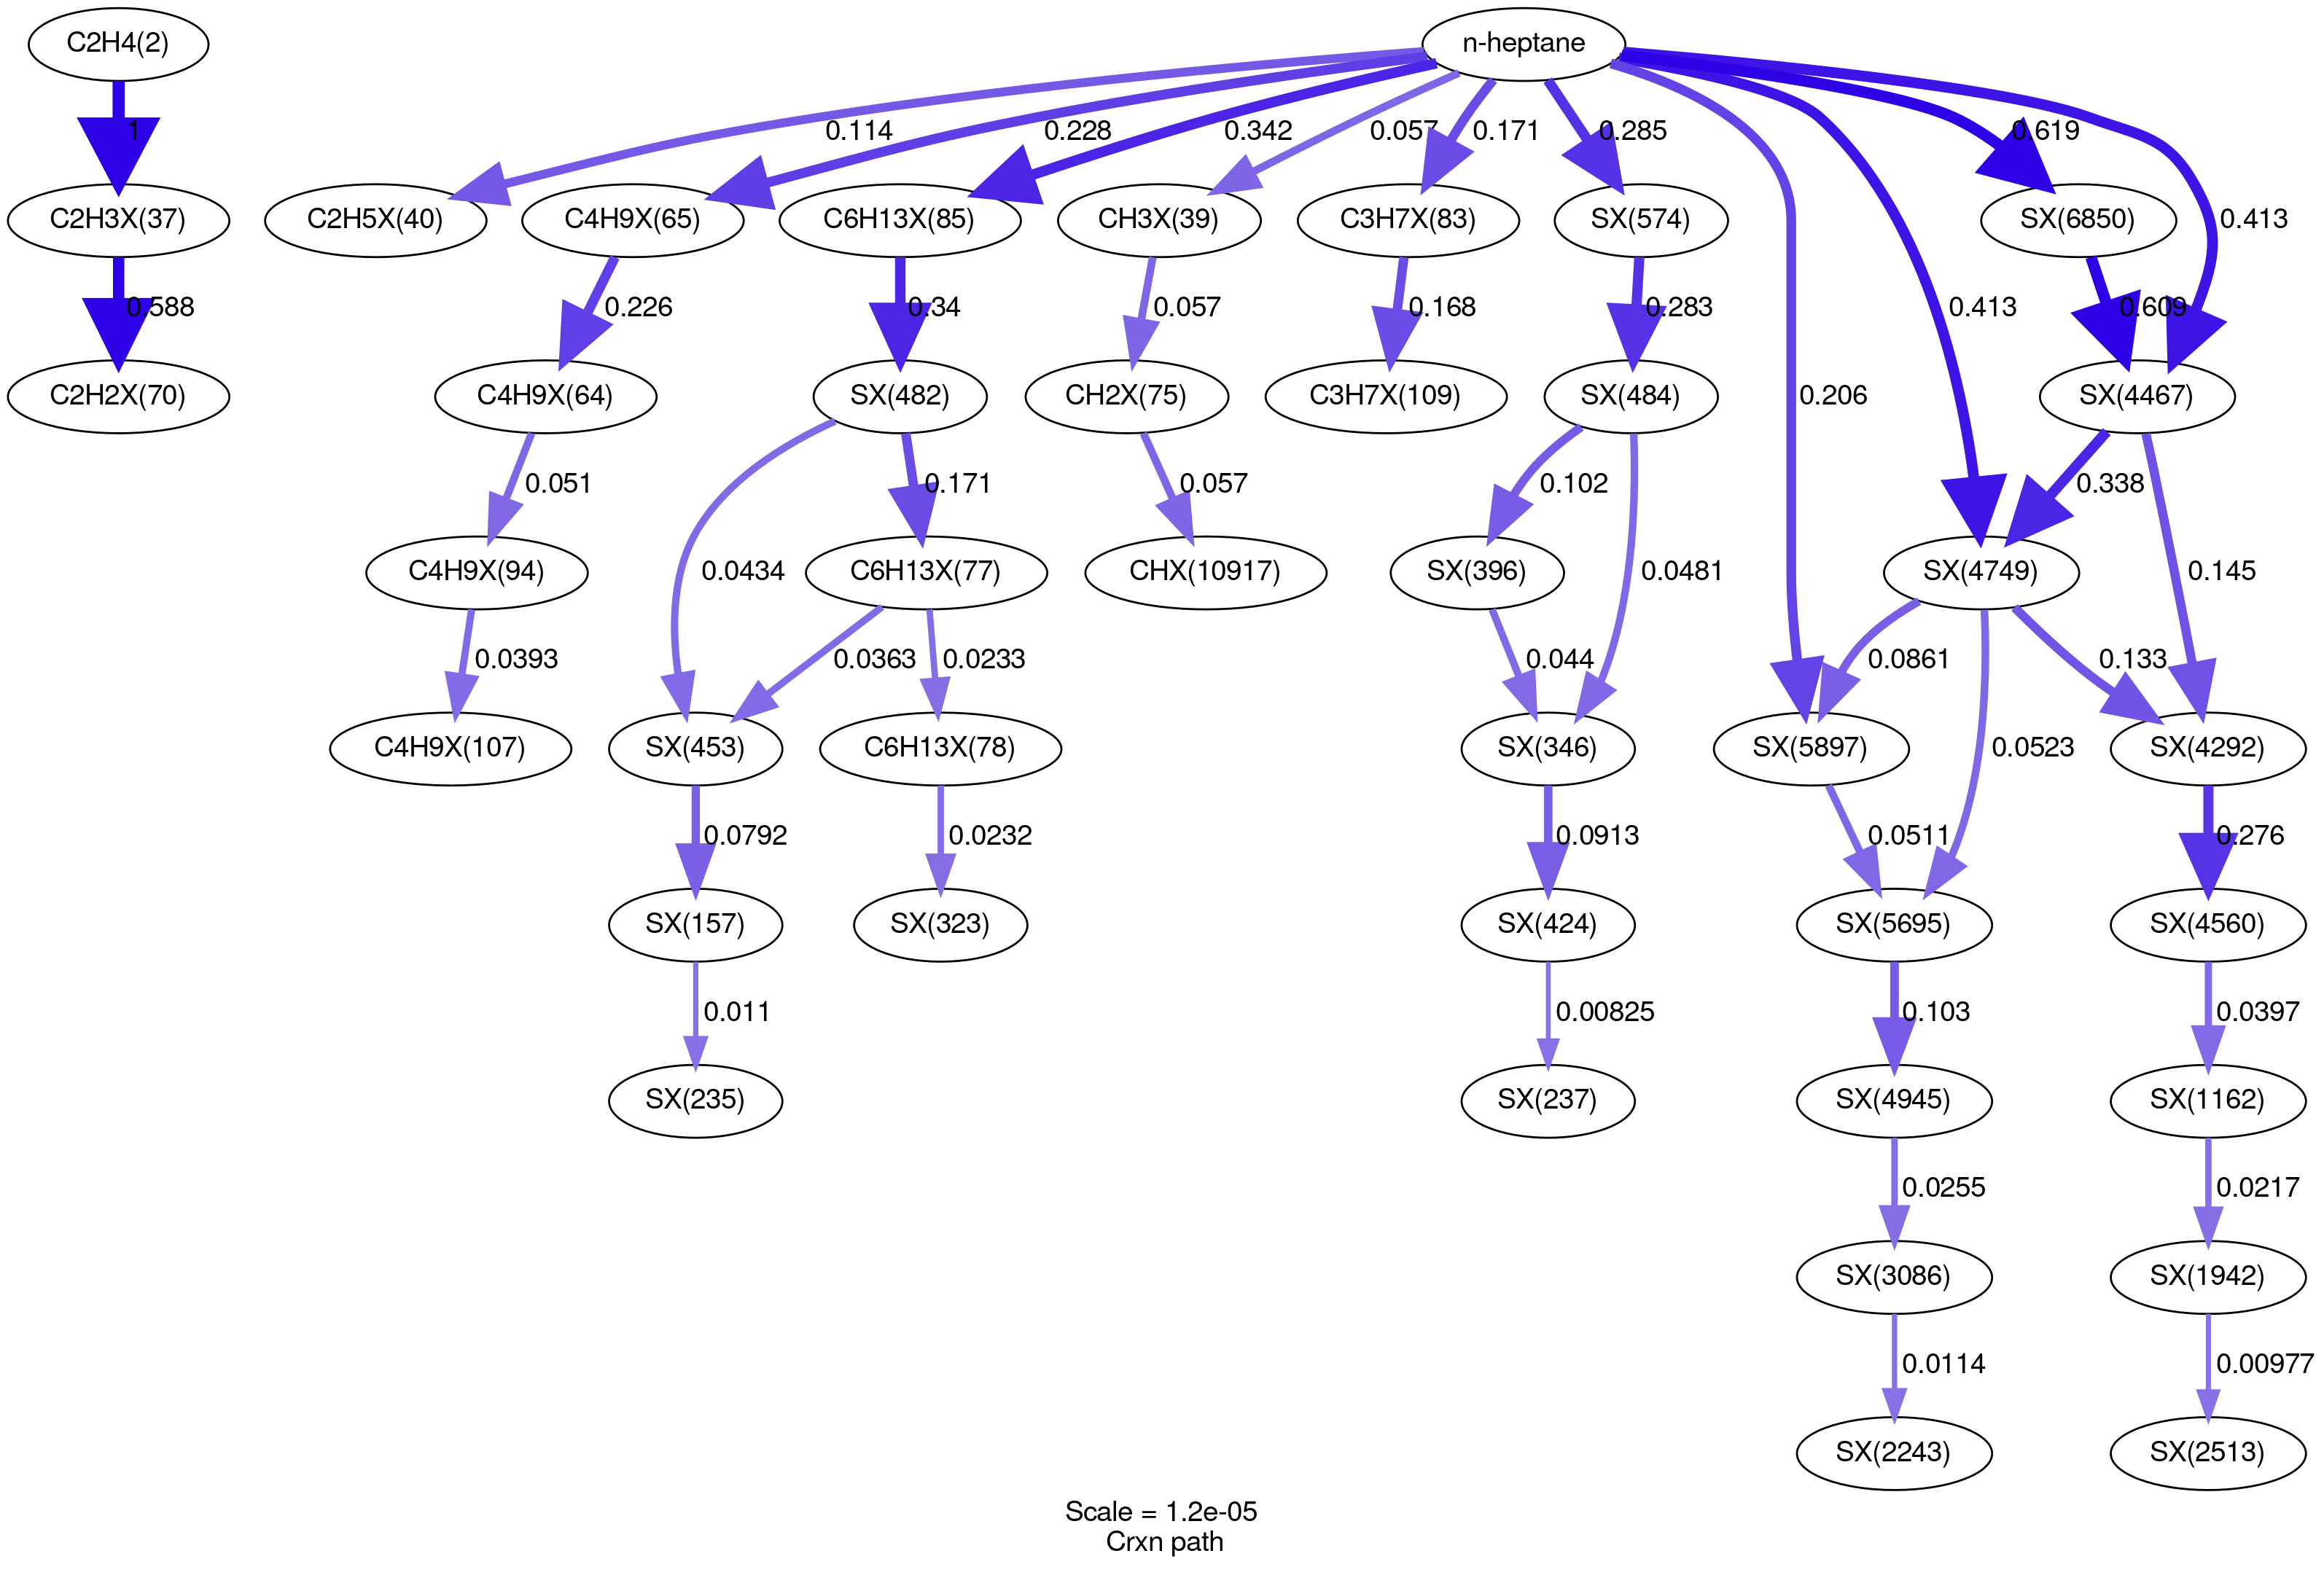 C2H4(2)
n-heptane
1
0.114
0.228
0.342
0.057
0.171
0.285
0.619
C2H3X(37)
C2H5X(40)
C4H9X(65)
C6H13X(85)
CH3X(39)
C3H7X(83)
SX(574)
SX(6850)
0.413
0.588
0.226
0.34
0.057
0.168
0.283
0.413
0.609
C2H2X(70)
C4H9X(64)
SX(482)
CH2X(75)
C3H7X(109)
SX(484)
0.206
SX(4467)
0.051
0.171
0.057
0.102
0.338
C4H9X(94)
0.0434
C6H13X(77)
CHX(10917)
SX(396)
0.0481
SX(4749)
0.145
0.0393
0.0363
0.0233
0.044
0.0861
0.133
C4H9X(107)
SX(453)
C6H13X(78)
SX(346)
SX(5897)
0.0523
SX(4292)
0.0792
0.0232
0.0913
0.0511
0.276
SX(157)
SX(323)
SX(424)
SX(5695)
SX(4560)
0.011
0.00825
0.103
0.0397
SX(235)
SX(237)
SX(4945)
SX(1162)
0.0255
0.0217
SX(3086)
SX(1942)
0.0114
0.00977
SX(2243)
SX(2513)
Scale = 1.2e-05
Crxn path